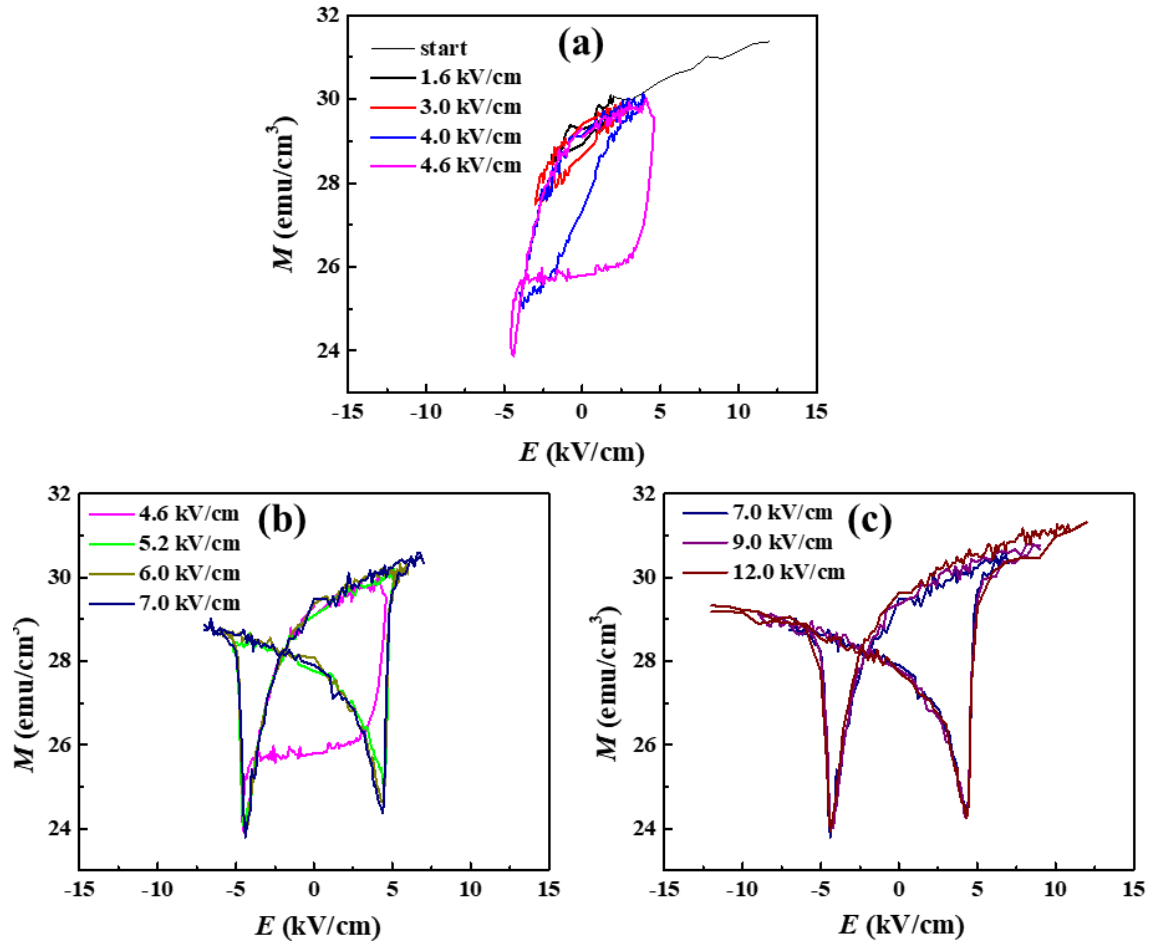 (a)
start
1.6 kV/cm
3.0 kV/cm
4.0 kV/cm
4.6 kV/cm
32
30
28
26
24
M (emu/cm³)
-15 -10 -5 0 5 10 15
E (kV/cm)
(b)
4.6 kV/cm
5.2 kV/cm
6.0 kV/cm
7.0 kV/cm
32
30
28
26
24
M (emu/cm³)
-15 -10 -5 0 5 10 15
E (kV/cm)
(c)
7.0 kV/cm
9.0 kV/cm
12.0 kV/cm
32
30
28
26
24
M (emu/cm³)
-15 -10 -5 0 5 10 15
E (kV/cm)